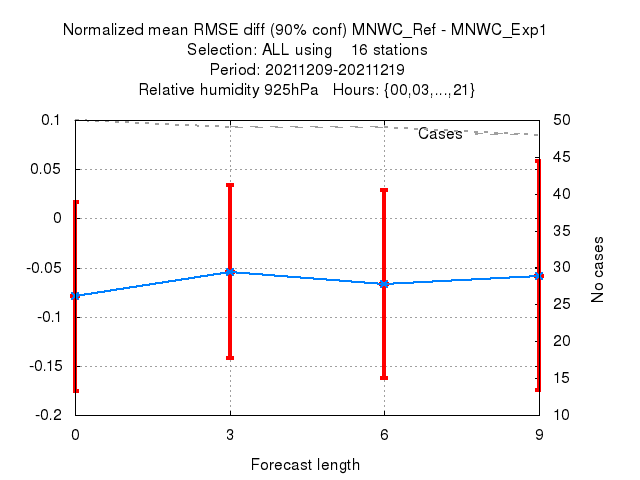 Normalized mean RMSE diff (90% conf) MNWC_Ref - MNWC_Exp1
Selection: ALL using    16 stations
Period: 20211209-20211219
Relative humidity 925hPa   Hours: {00,03,...,21}
0.1
0.05
0
-0.05
-0.1
-0.15
-0.2
Cases
50
45
40
35
30
25
20
15
10
No cases
0 3 6 9
Forecast length